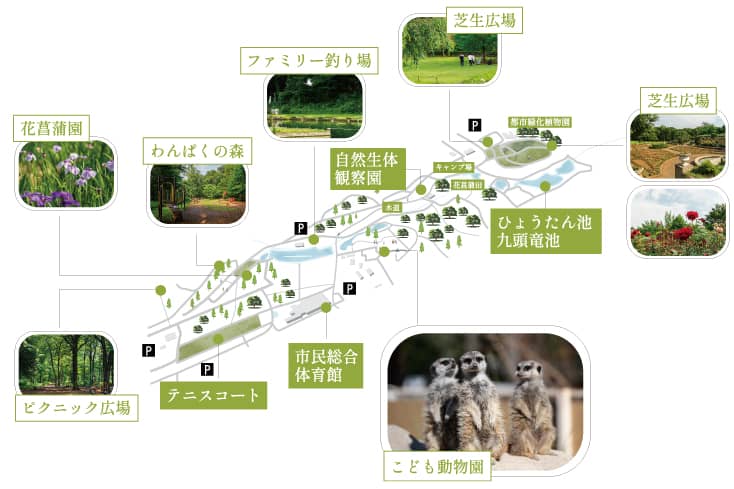 芝生広場
ファミリー釣り場
芝生広場
花菖蒲園
P
都市緑化植物園
わんぱくの森
自然生体
観察園
キャンプ場
花菖蒲田
水道
ひょうたん池
九頭竜池
P
P
P
市民総合
体育館
P
テニスコート
ピクニック広場
こども動物園